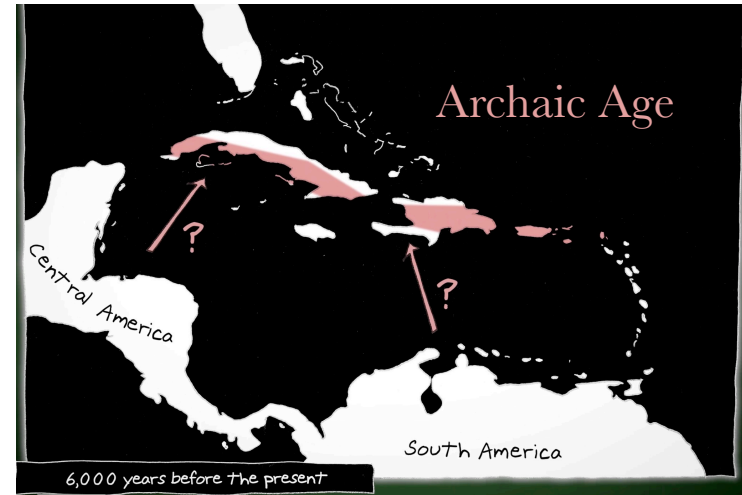 Archaic Age
?
?
Central America
South America
6,000 years before the present